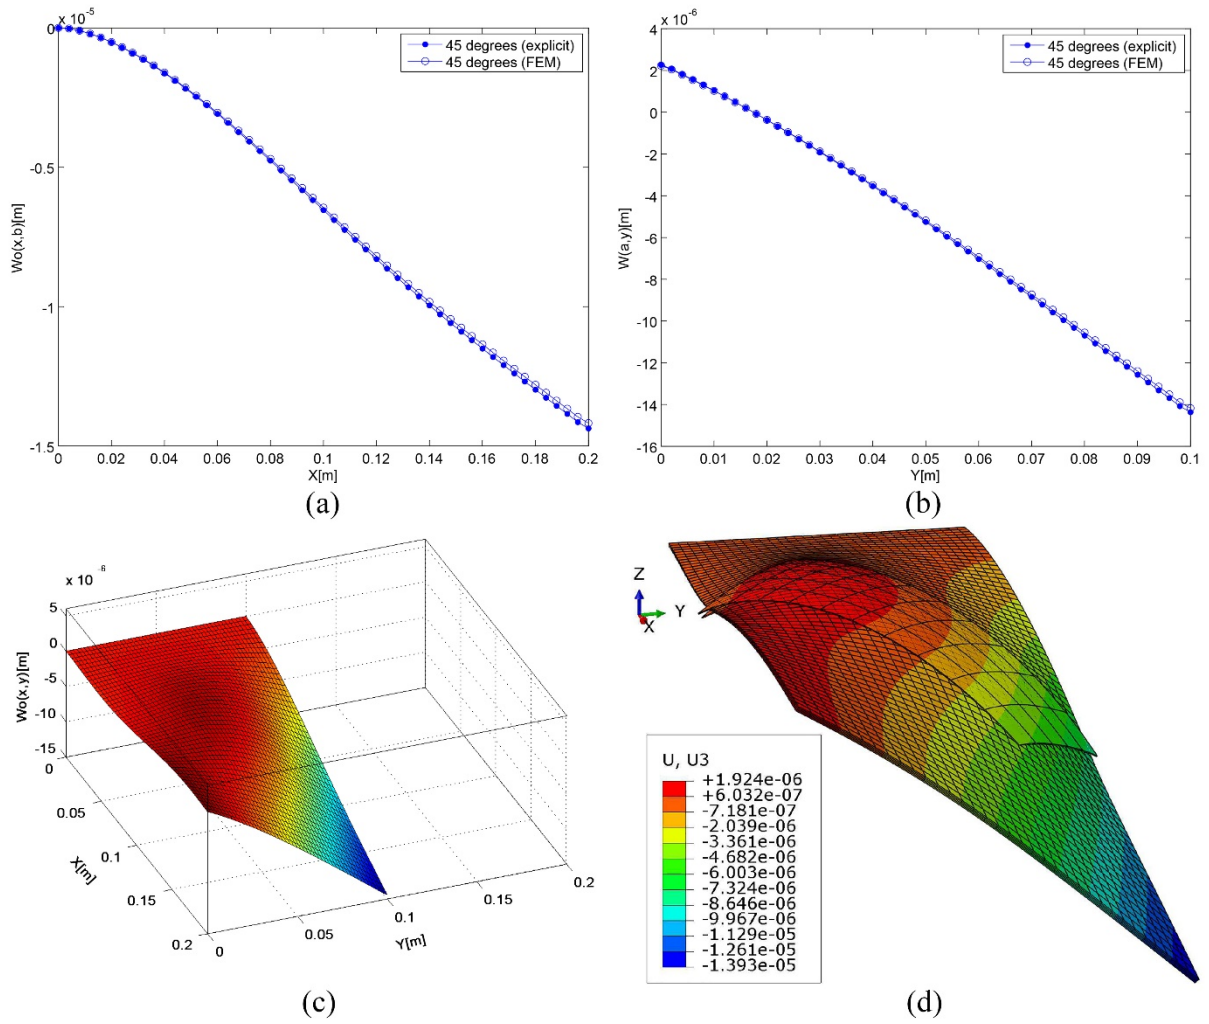 x 10^-5
0
-0.5
-1
-1.5
Wo(x,b)[m]
45 degrees (explicit)
45 degrees (FEM)
0 0.02 0.04 0.06 0.08 0.1 0.12 0.14 0.16 0.18 0.2
X[m]
(a)
x 10^-6
4
2
0
-2
-4
-6
-8
-10
-12
-14
-16
W(a,y)[m]
45 degrees (explicit)
45 degrees (FEM)
0 0.01 0.02 0.03 0.04 0.05 0.06 0.07 0.08 0.09 0.1
Y[m]
(b)
x 10^-6
5
0
-5
-10
-15
Wo(x,y)[m]
0
0.05
0.1
0.15
0.2
X[m]
0
0.05
0.1
0.15
0.2
Y[m]
(c)
Z
Y
X
U, U3
+1.924e-06
+6.032e-07
-7.181e-07
-2.039e-06
-3.361e-06
-4.682e-06
-6.003e-06
-7.324e-06
-8.646e-06
-9.967e-06
-1.129e-05
-1.261e-05
-1.393e-05
(d)